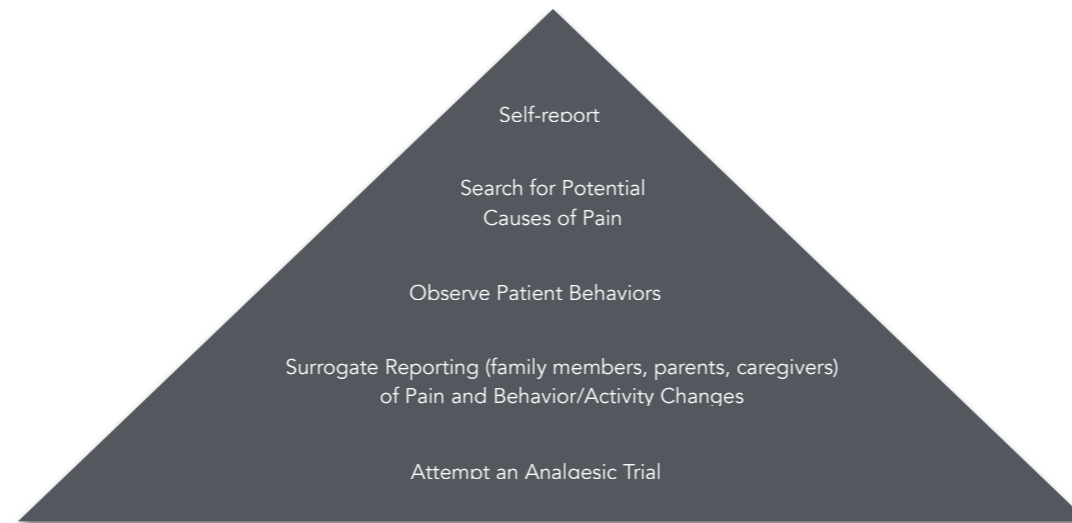 Self-report
Search for Potential
Causes of Pain
Observe Patient Behaviors
Surrogate Reporting (family members, parents, caregivers)
of Pain and Behavior/Activity Changes
Attempt an Analgesic Trial